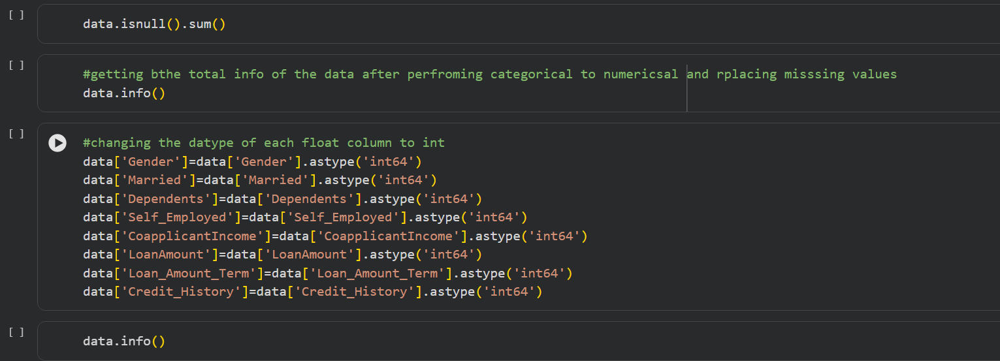 [ ]
data.isnull().sum()
[ ]
#getting bthe total info of the data after perfroming categorical to numericsal and rplacing misssing values
data.info()
[ ]
#changing the datype of each float column to int
data['Gender']=data['Gender'].astype('int64')
data['Married']=data['Married'].astype('int64')
data['Dependents']=data['Dependents'].astype('int64')
data['Self_Employed']=data['Self_Employed'].astype('int64')
data['CoapplicantIncome']=data['CoapplicantIncome'].astype('int64')
data['LoanAmount']=data['LoanAmount'].astype('int64')
data['Loan_Amount_Term']=data['Loan_Amount_Term'].astype('int64')
data['Credit_History']=data['Credit_History'].astype('int64')
[ ]
data.info()